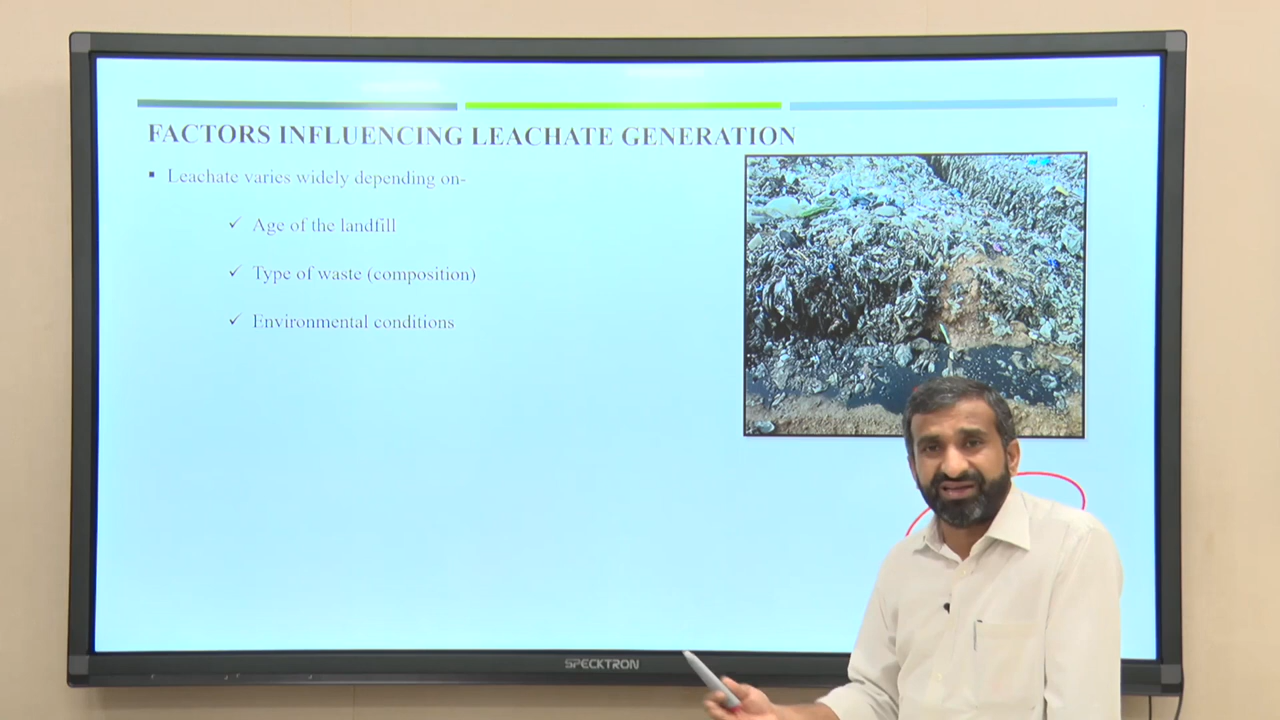 FACTORS INFLUENCING LEACHATE GENERATION
▪ Leachate varies widely depending on-
✓ Age of the landfill
✓ Type of waste (composition)
✓ Environmental conditions
SPECKTRON